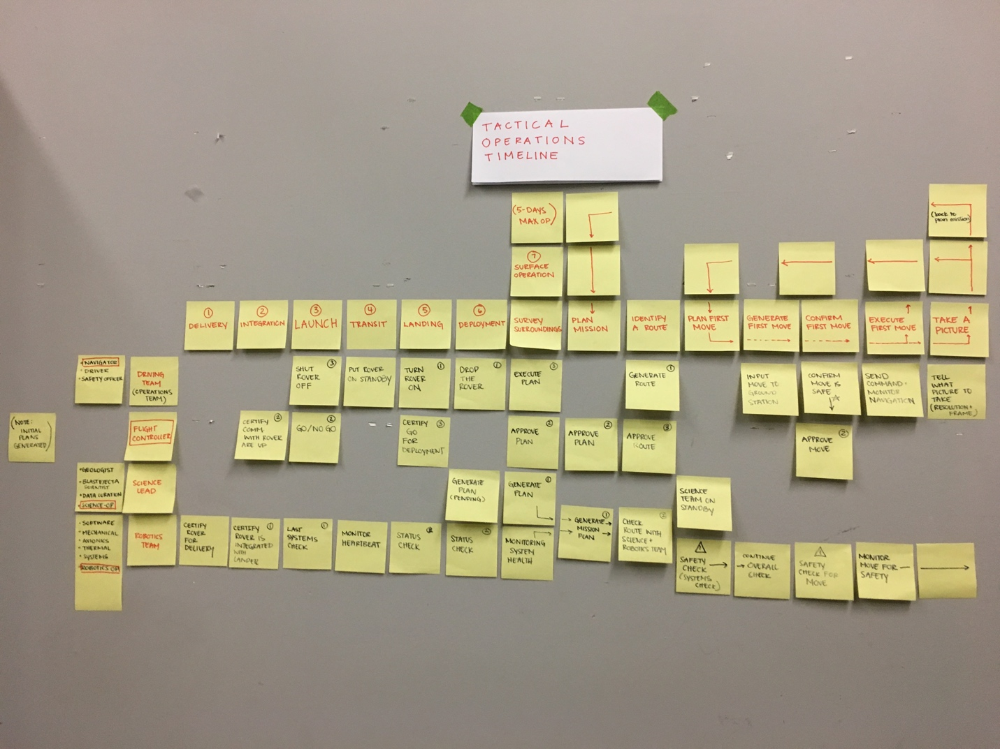 TACTICAL
OPERATIONS
TIMELINE
(5-DAYS
MAX OP)
(back to
plan mission)
7
SURFACE
OPERATION
1
DELIVERY
2
INTEGRATION
3
LAUNCH
4
TRANSIT
5
LANDING
6
DEPLOYMENT
SURVEY
SURROUNDINGS
PLAN
MISSION
IDENTIFY
A ROUTE
PLAN FIRST
MOVE
GENERATE
FIRST MOVE
CONFIRM
FIRST MOVE
EXECUTE
FIRST MOVE
TAKE A
PICTURE
• NAVIGATOR
• DRIVER
• SAFETY OFFICER
DRIVING
TEAM
(OPERATIONS
TEAM)
3
SHUT
ROVER
OFF
PUT ROVER
ON STANDBY
1
TURN
ROVER
ON
1
DROP
THE
ROVER
3
EXECUTE
PLAN
1
GENERATE
ROUTE
INPUT
MOVE TO
GROUND
STATION
CONFIRM
MOVE IS
SAFE
SEND
COMMAND +
MONITOR
NAVIGATION
TELL
WHAT
PICTURE TO
TAKE
(RESOLUTION +
FRAME)
(NOTE:
INITIAL
PLANS
GENERATED)
FLIGHT
CONTROLLER
2
CERTIFY
COMM
WITH ROVER
ARE UP
2
GO/NO GO
3
CERTIFY
GO
FOR
DEPLOYMENT
2
APPROVE
PLAN
2
APPROVE
PLAN
3
APPROVE
ROUTE
2
APPROVE
MOVE
• GEOLOGIST
• BLAST EJECTA
SCIENTIST
• DATA CURATION
• SCIENCE-OP
SCIENCE
LEAD
GENERATE
PLAN
(PENDING)
1
GENERATE
PLAN
SCIENCE
TEAM ON
STANDBY
• SOFTWARE
• MECHANICAL
• AVIONICS
• THERMAL
• SYSTEMS
• ROBOTICS OP
ROBOTICS
TEAM
CERTIFY
ROVER
FOR
DELIVERY
1
CERTIFY
ROVER IS
INTEGRATED
WITH
LANDER
1
LAST
SYSTEMS
CHECK
MONITOR
HEARTBEAT
2
STATUS
CHECK
2
STATUS
CHECK
MONITORING
SYSTEM
HEALTH
1
GENERATE
MISSION
PLAN
2
CHECK
ROUTE WITH
SCIENCE +
ROBOTICS TEAM
SAFETY
CHECK
(SYSTEMS
CHECK)
CONTINUE
OVERALL
CHECK
SAFETY
CHECK FOR
MOVE
MONITOR
MOVE FOR
SAFETY